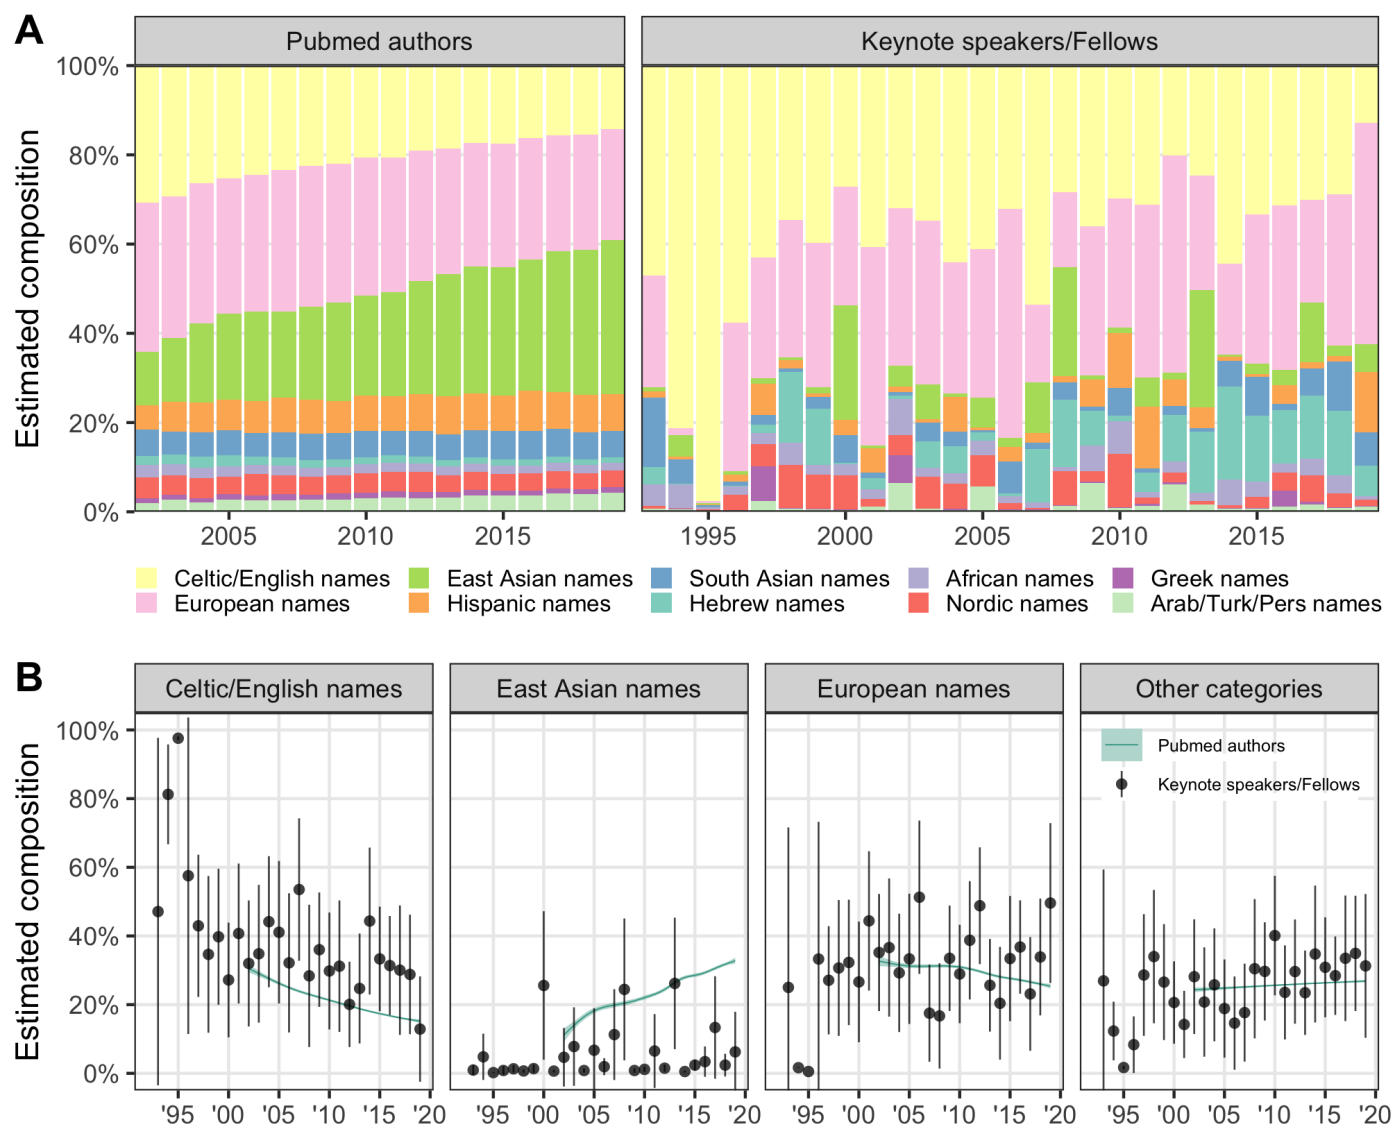 A
Pubmed authors
Keynote speakers/Fellows
Estimated composition
100%
80%
60%
40%
20%
0%
2005
2010
2015
1995
2000
2005
2010
2015
Celtic/English names
East Asian names
South Asian names
African names
Greek names
European names
Hispanic names
Hebrew names
Nordic names
Arab/Turk/Pers names
B
Celtic/English names
East Asian names
European names
Other categories
Estimated composition
100%
80%
60%
40%
20%
0%
Pubmed authors
Keynote speakers/Fellows
'95
'00
'05
'10
'15
'20
'95
'00
'05
'10
'15
'20
'95
'00
'05
'10
'15
'20
'95
'00
'05
'10
'15
'20